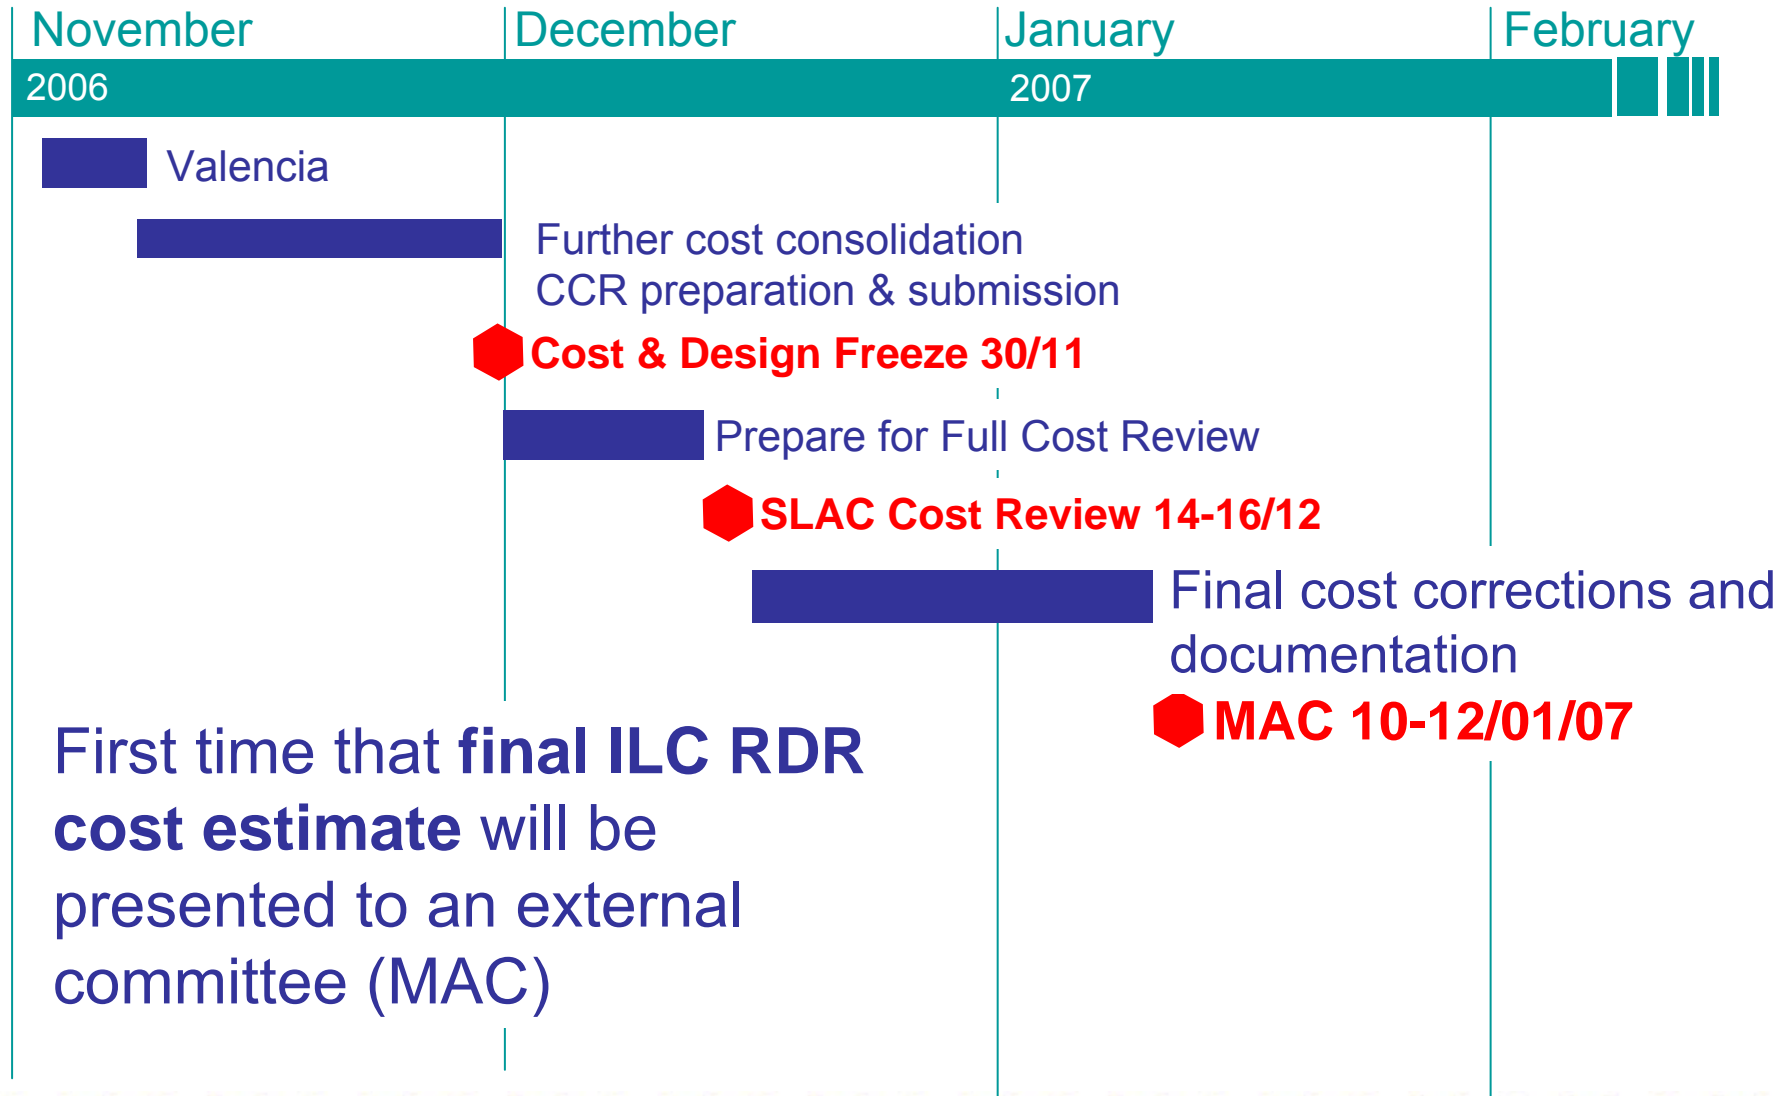 November
December
January
February
2006
2007
Valencia
Further cost consolidation
CCR preparation & submission
Cost & Design Freeze 30/11
Prepare for Full Cost Review
SLAC Cost Review 14-16/12
Final cost corrections and
documentation
MAC 10-12/01/07
First time that final ILC RDR
cost estimate will be
presented to an external
committee (MAC)